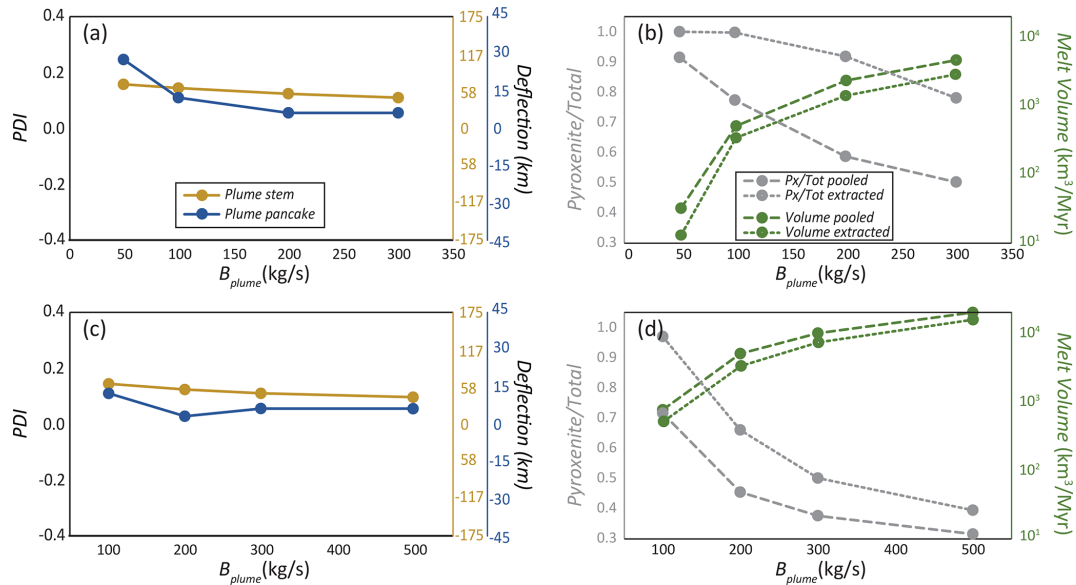 (a)
0.4
0.2
0.0
-0.2
-0.4
PDI
175
117
58
0
58
-117
-175
45
30
15
0
-15
-30
-45
Deflection (km)
Plume stem
Plume pancake
0 50 100 150 200 250 300 350
B plume (kg/s)
(b)
1.0
0.9
0.8
0.7
0.6
0.5
0.4
0.3
Pyroxenite/Total
10⁴
10³
10²
10¹
Melt Volume (km³/Myr)
Px/Tot pooled
Px/Tot extracted
Volume pooled
Volume extracted
0 50 100 150 200 250 300 350
B plume (kg/s)
(c)
0.4
0.2
0.0
-0.2
-0.4
PDI
175
117
58
0
58
-117
-175
45
30
15
0
-15
-30
-45
Deflection (km)
100 200 300 400 500
B plume (kg/s)
(d)
1.0
0.9
0.8
0.7
0.6
0.5
0.4
0.3
Pyroxenite/Total
10⁴
10³
10²
10¹
Melt Volume (km³/Myr)
100 200 300 400 500
B plume (kg/s)